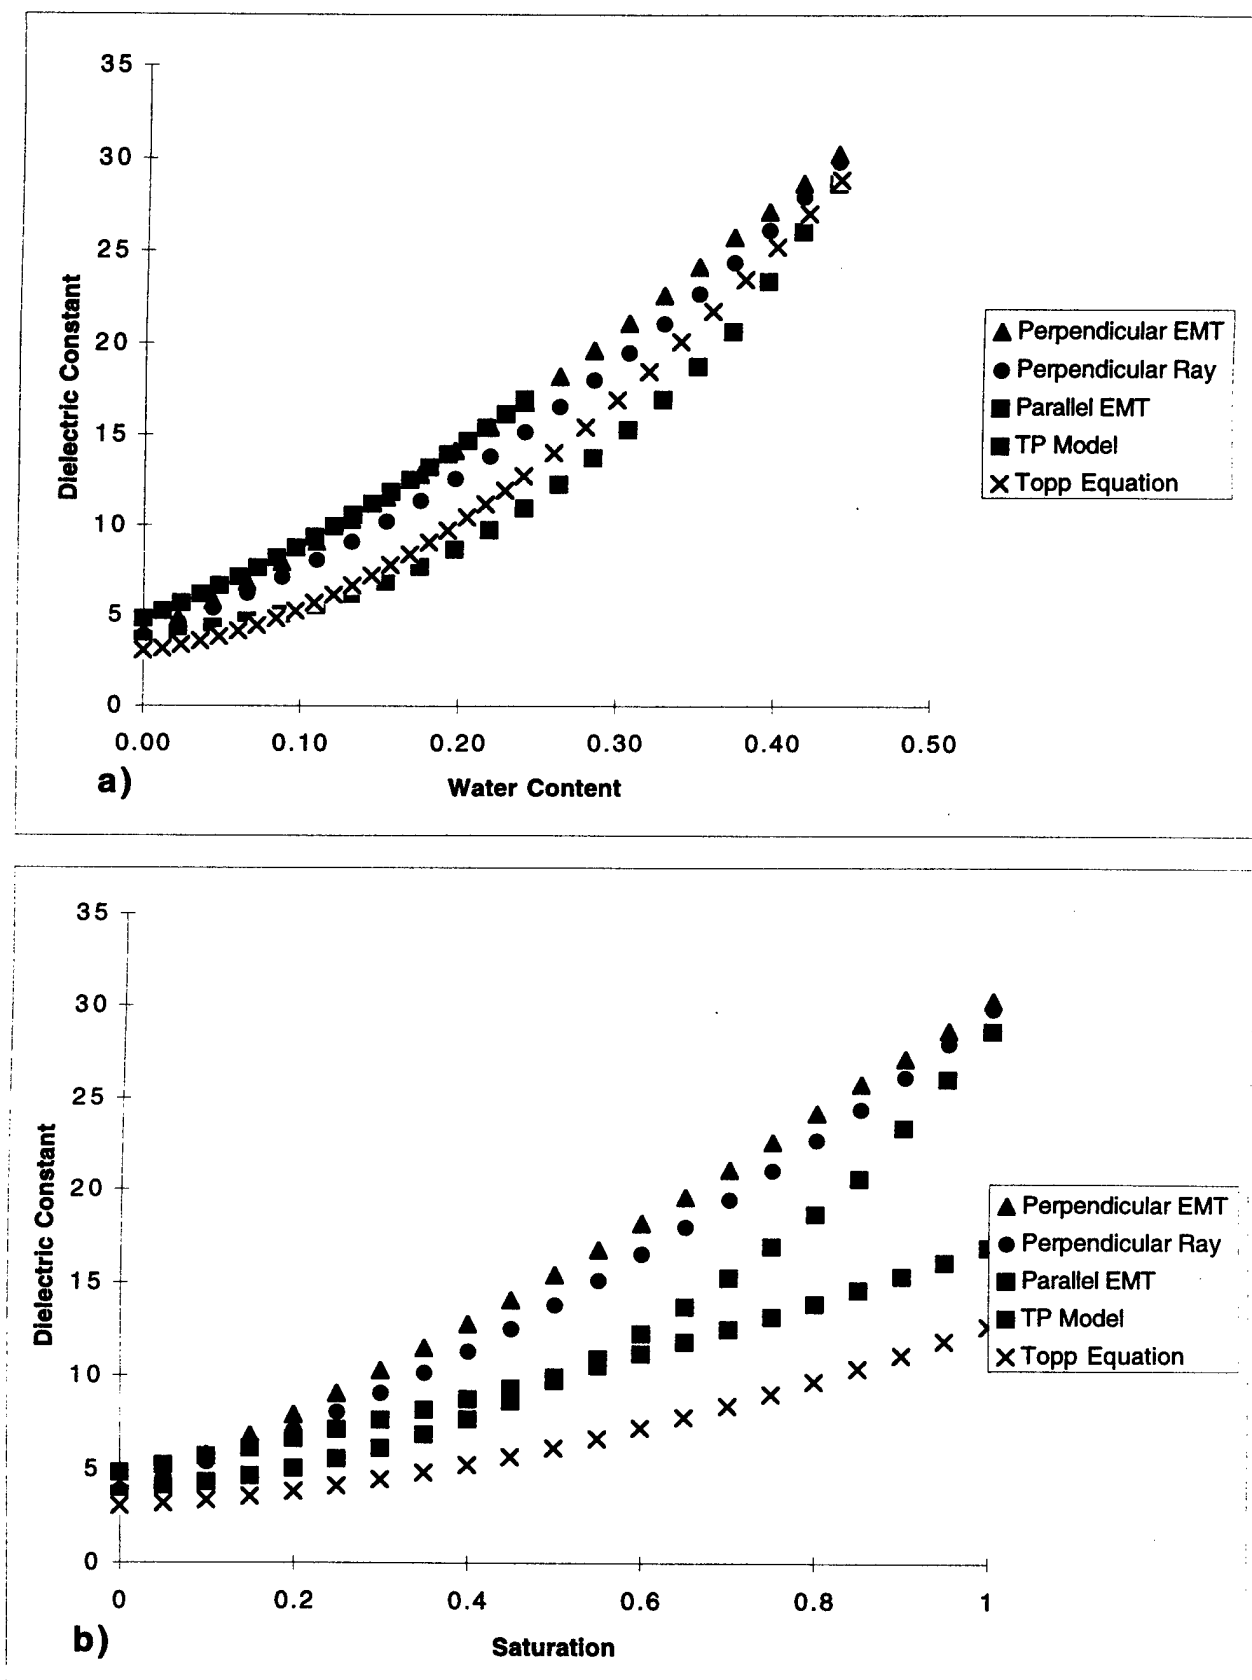 35
30
25
20
15
10
5
0
Dielectric Constant
0.00 0.10 0.20 0.30 0.40 0.50
a)
Water Content
Perpendicular EMT
Perpendicular Ray
Parallel EMT
TP Model
Topp Equation
35
30
25
20
15
10
5
0
Dielectric Constant
0 0.2 0.4 0.6 0.8 1
b)
Saturation
Perpendicular EMT
Perpendicular Ray
Parallel EMT
TP Model
Topp Equation